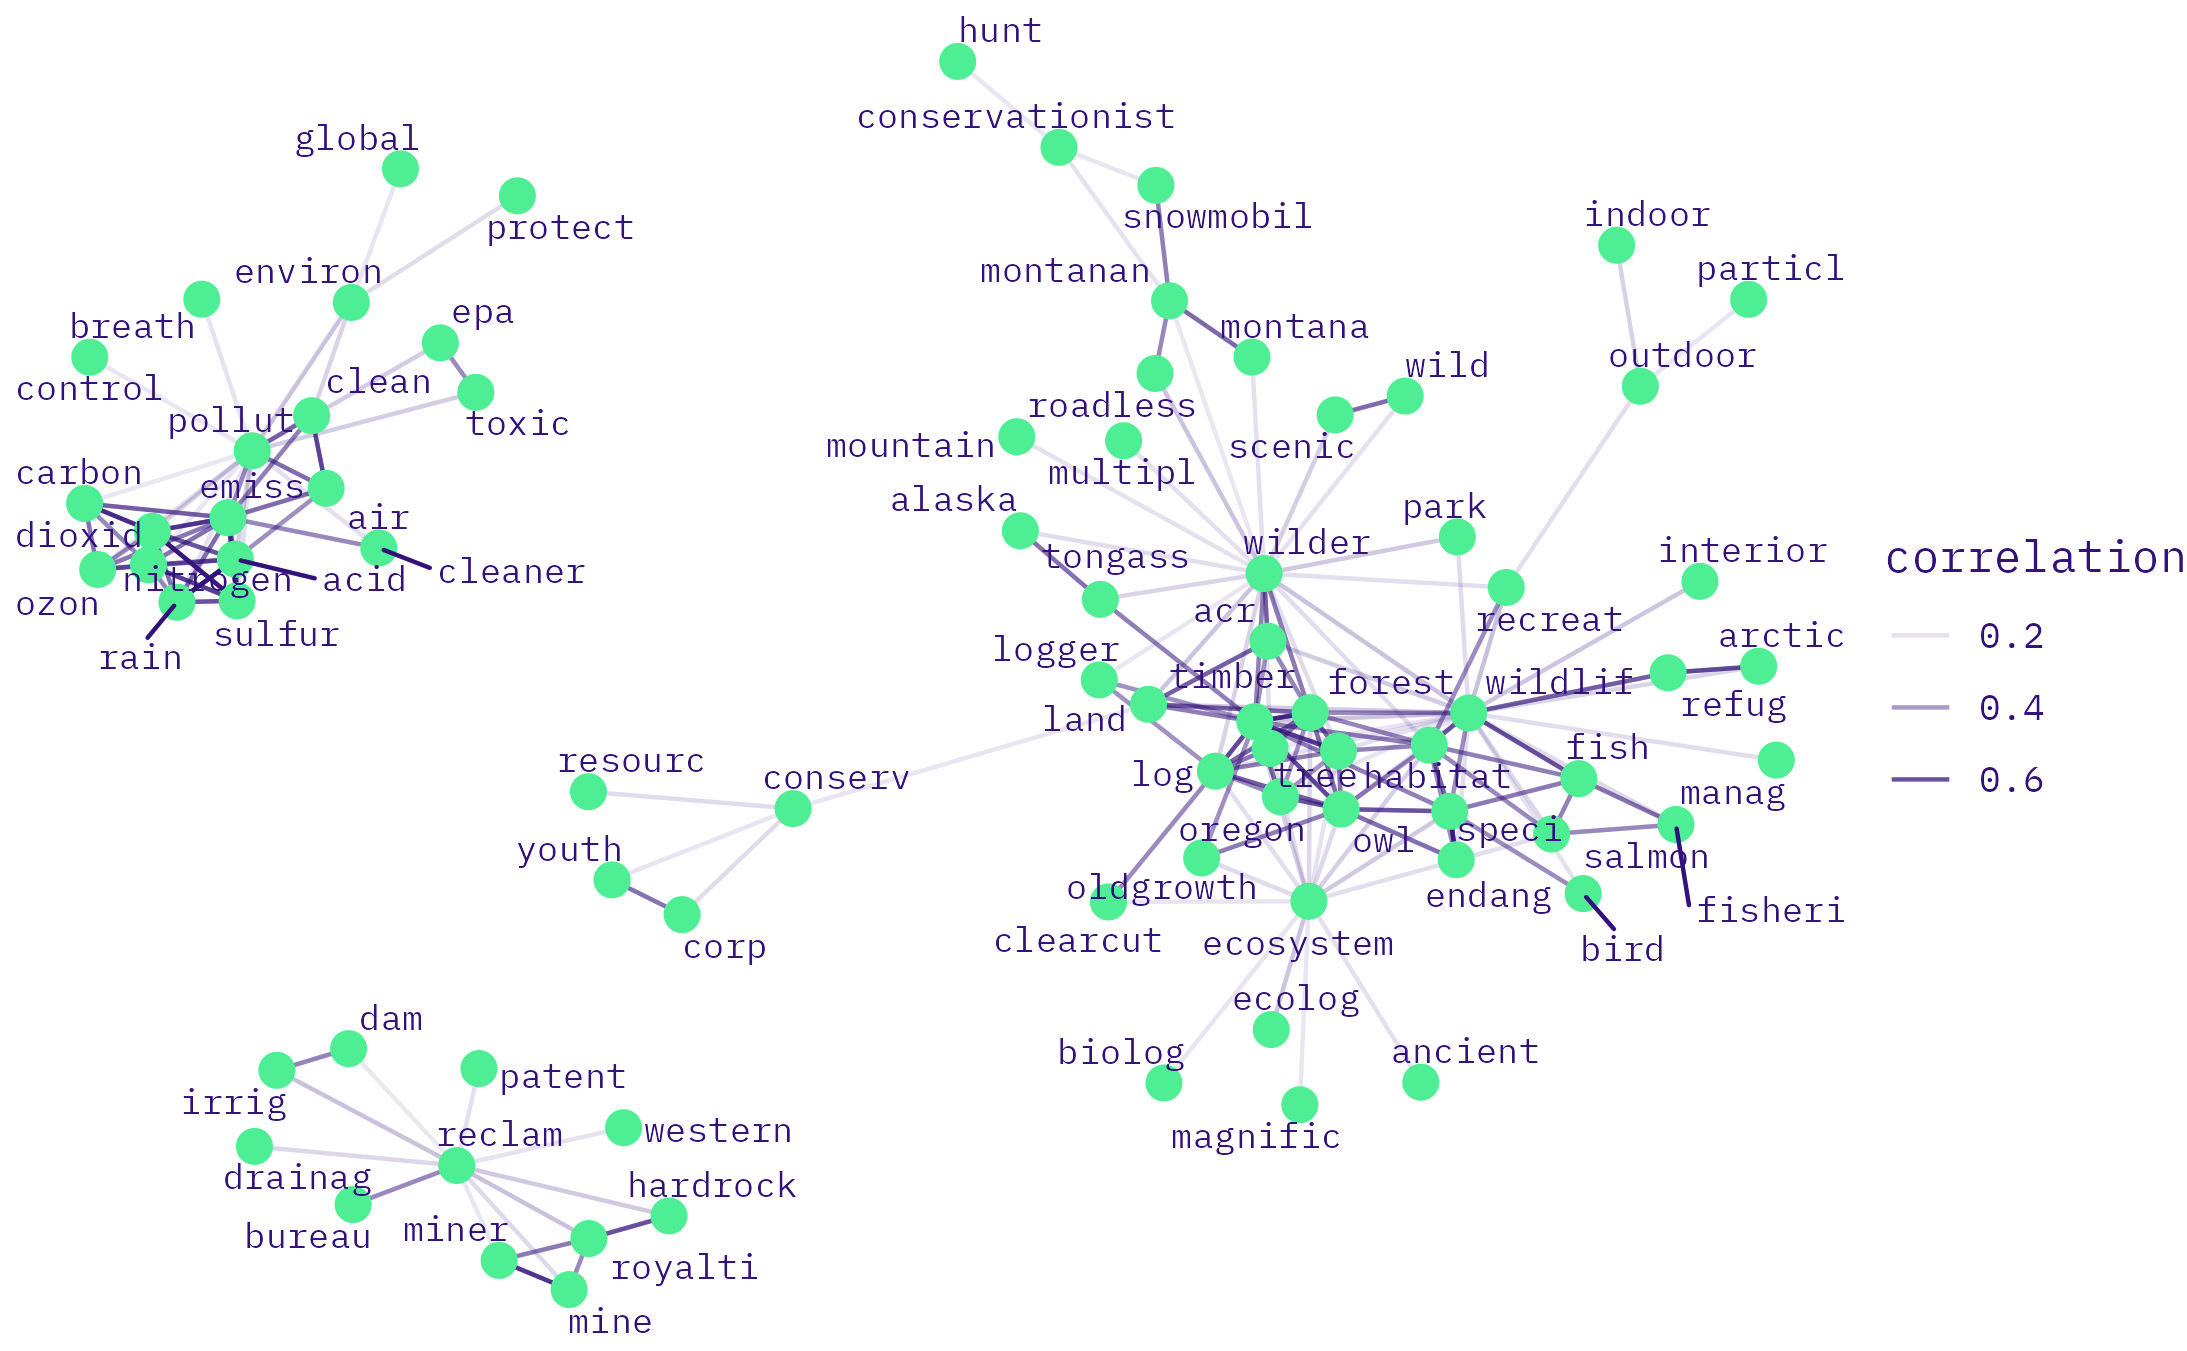 hunt
conservationist
global
protect
snowmobil
indoor
environ
montanan
particl
epa
breath
montana
outdoor
control
clean
wild
pollut
toxic
roadless
mountain
scenic
carbon
multipl
emiss
alaska
park
air
dioxid
tongass
wilder
interior
correlation
cleaner
nitrogen
acid
ozon
acr
recreat
0.2
sulfur
logger
arctic
rain
timber
forest
wildlif
land
refug
0.4
resourc
conserv
log
tree
habitat
fish
0.6
manag
youth
oregon
owl
speci
salmon
oldgrowth
endang
fisheri
corp
clearcut
ecosystem
bird
ecolog
dam
biolog
ancient
patent
irrig
reclam
western
magnific
drainag
hardrock
bureau
miner
royalti
mine